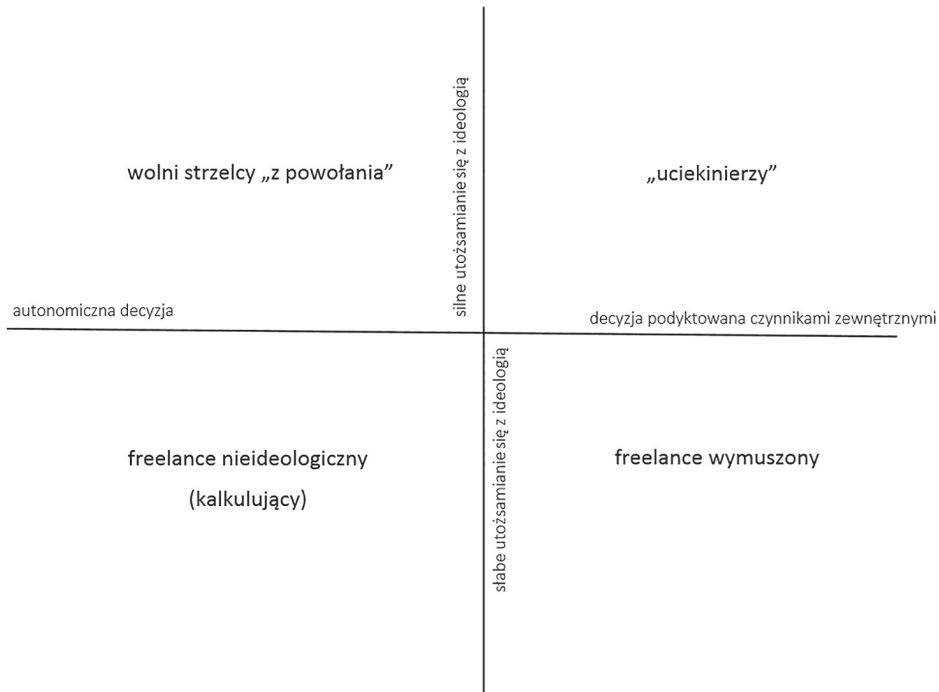 silne utożsamianie się z ideologią
wolni strzelcy „z powołania”
„uciekinierzy”
autonomiczna decyzja
decyzja podyktowana czynnikami zewnętrznymi
słabe utożsamianie się z ideologią
freelance nieideologiczny
(kalkulujący)
freelance wymuszony